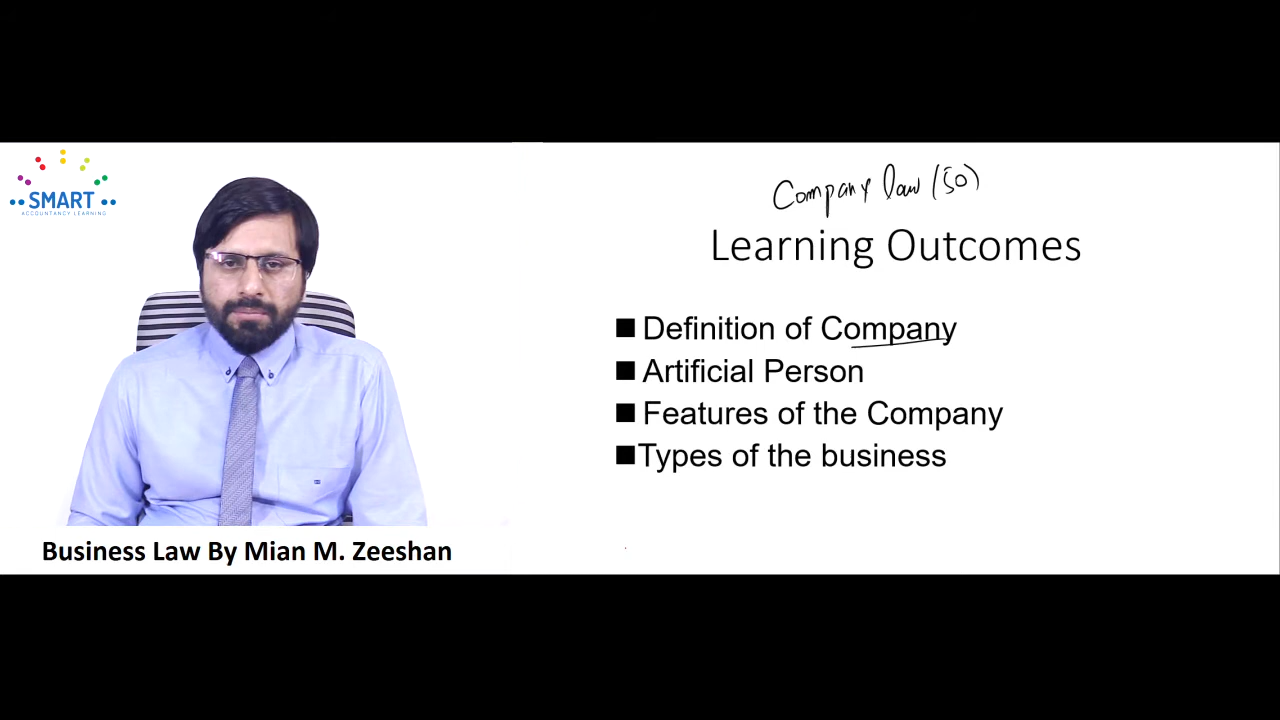 SMART
ACCOUNTANCY LEARNING
Company law (50)
Learning Outcomes
Definition of Company
Artificial Person
Features of the Company
Types of the business
Business Law By Mian M. Zeeshan